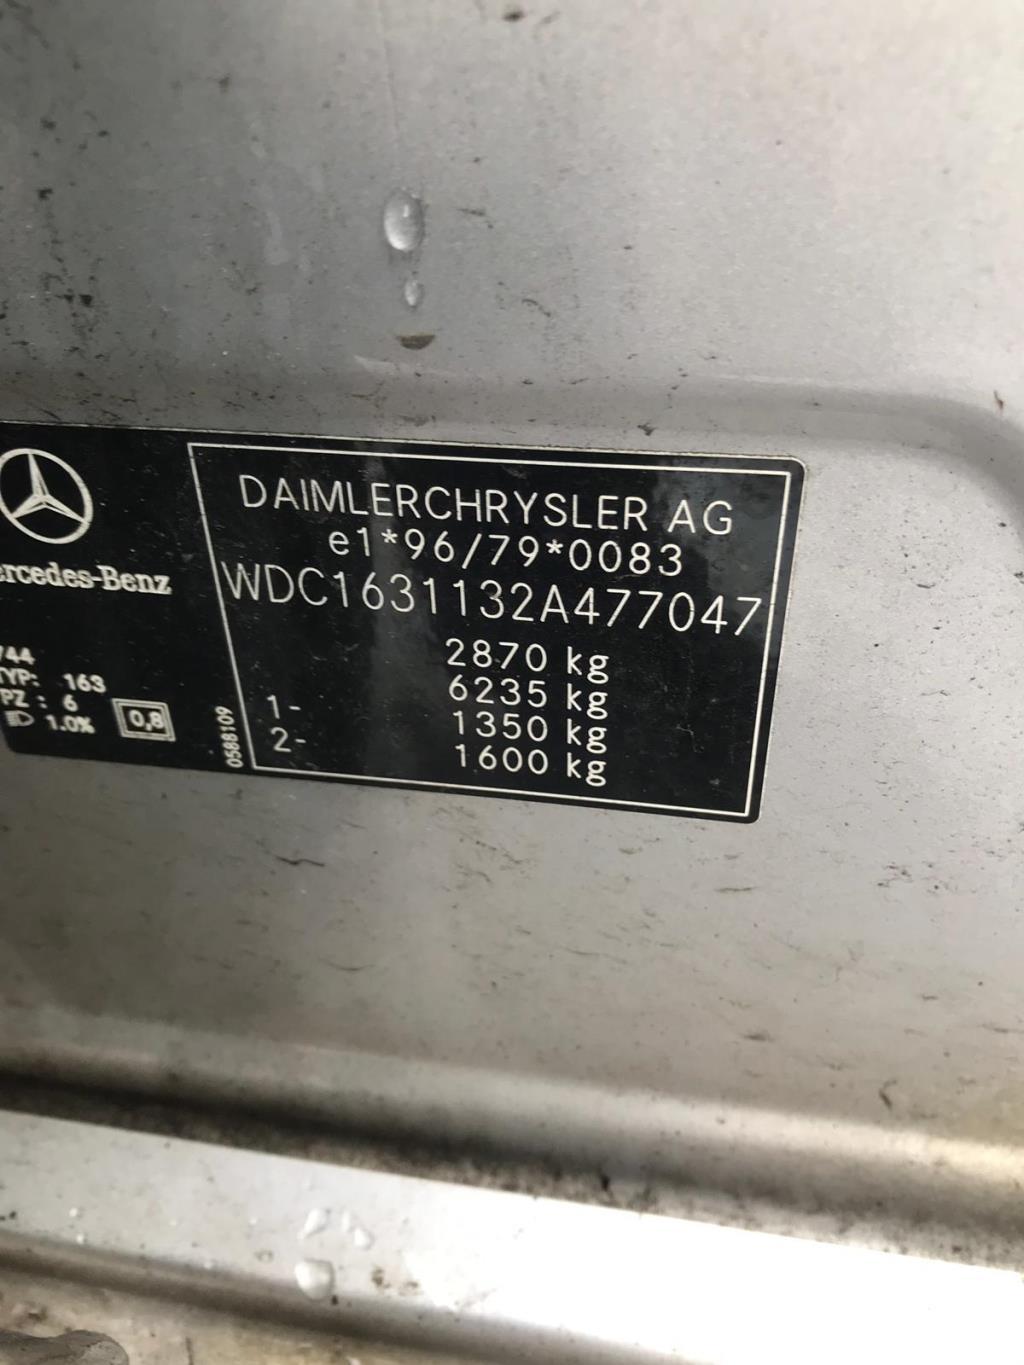 DAIMLERCHRYSLER AG
e1*96/79*0083
WDC1631132A477047
2870 kg
6235 kg
1- 1350 kg
2- 1600 kg
ercedes-Benz
744
TYP: 163
PZ : 6
1.0%
0,8
0588109